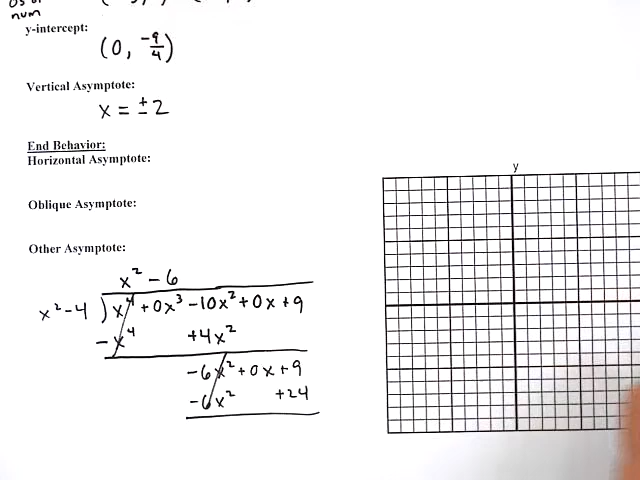 num
y-intercept:
(0, -9/4)
Vertical Asymptote:
x = ±2
End Behavior:
Horizontal Asymptote:
Oblique Asymptote:
Other Asymptote:
x² - 6
x² - 4 ) x⁴ + 0x³ - 10x² + 0x + 9
- x⁴ + 4x²
- 6x² + 0x + 9
- 6x² + 24
y